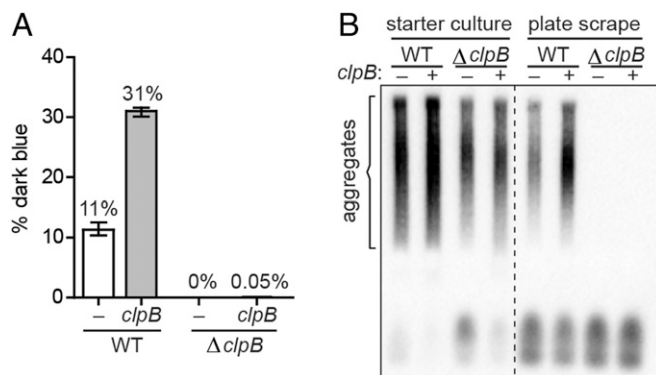 A
% dark blue
40
30
20
10
0
11%
31%
0%
0.05%
– clpB – clpB
WT ΔclpB
B
starter culture plate scrape
WT ΔclpB WT ΔclpB
clpB: – + – + – + – +
aggregates